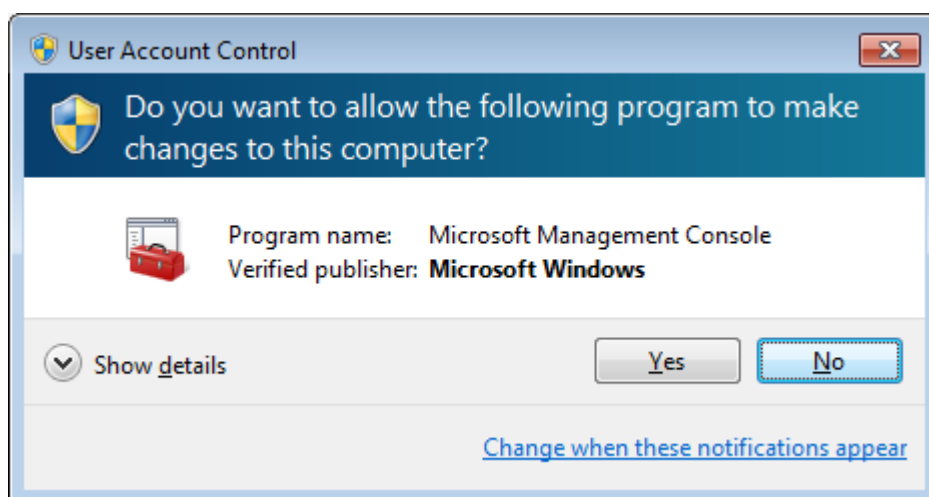 User Account Control
Do you want to allow the following program to make
changes to this computer?
Program name: Microsoft Management Console
Verified publisher: Microsoft Windows
Show details
Yes
No
Change when these notifications appear